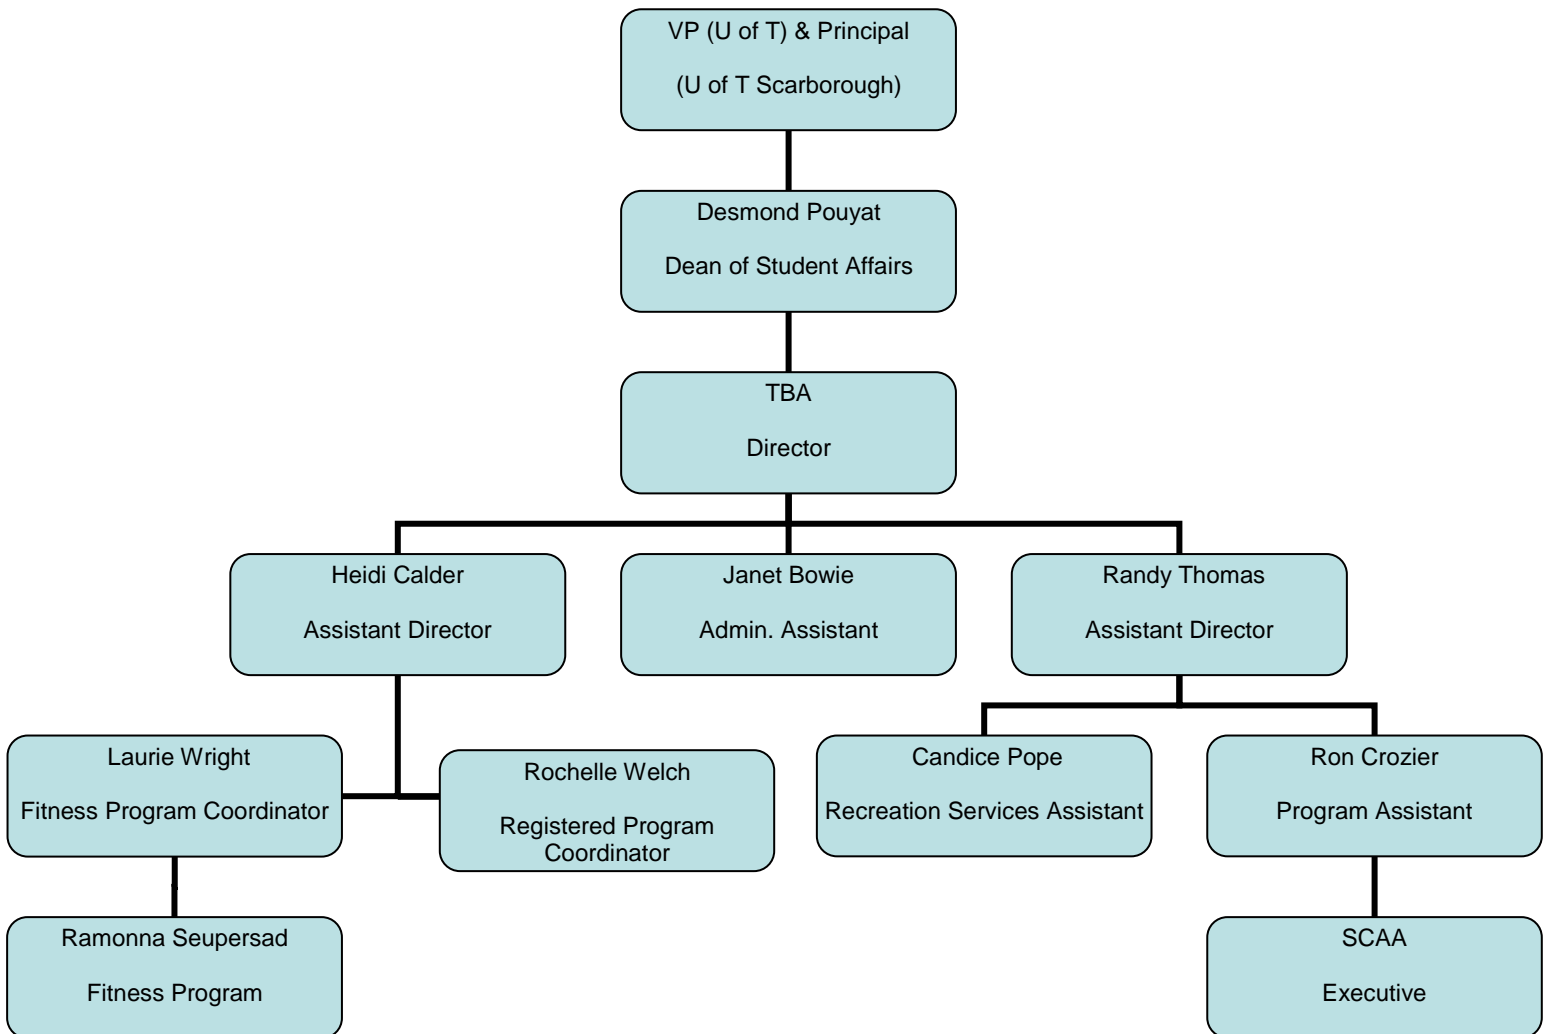 VP (U of T) & Principal
(U of T Scarborough)
Desmond Pouyat
Dean of Student Affairs
TBA
Director
Heidi Calder
Assistant Director
Janet Bowie
Admin. Assistant
Randy Thomas
Assistant Director
Laurie Wright
Fitness Program Coordinator
Rochelle Welch
Registered Program
Coordinator
Candice Pope
Recreation Services Assistant
Ron Crozier
Program Assistant
Ramonna Seupersad
Fitness Program
SCAA
Executive